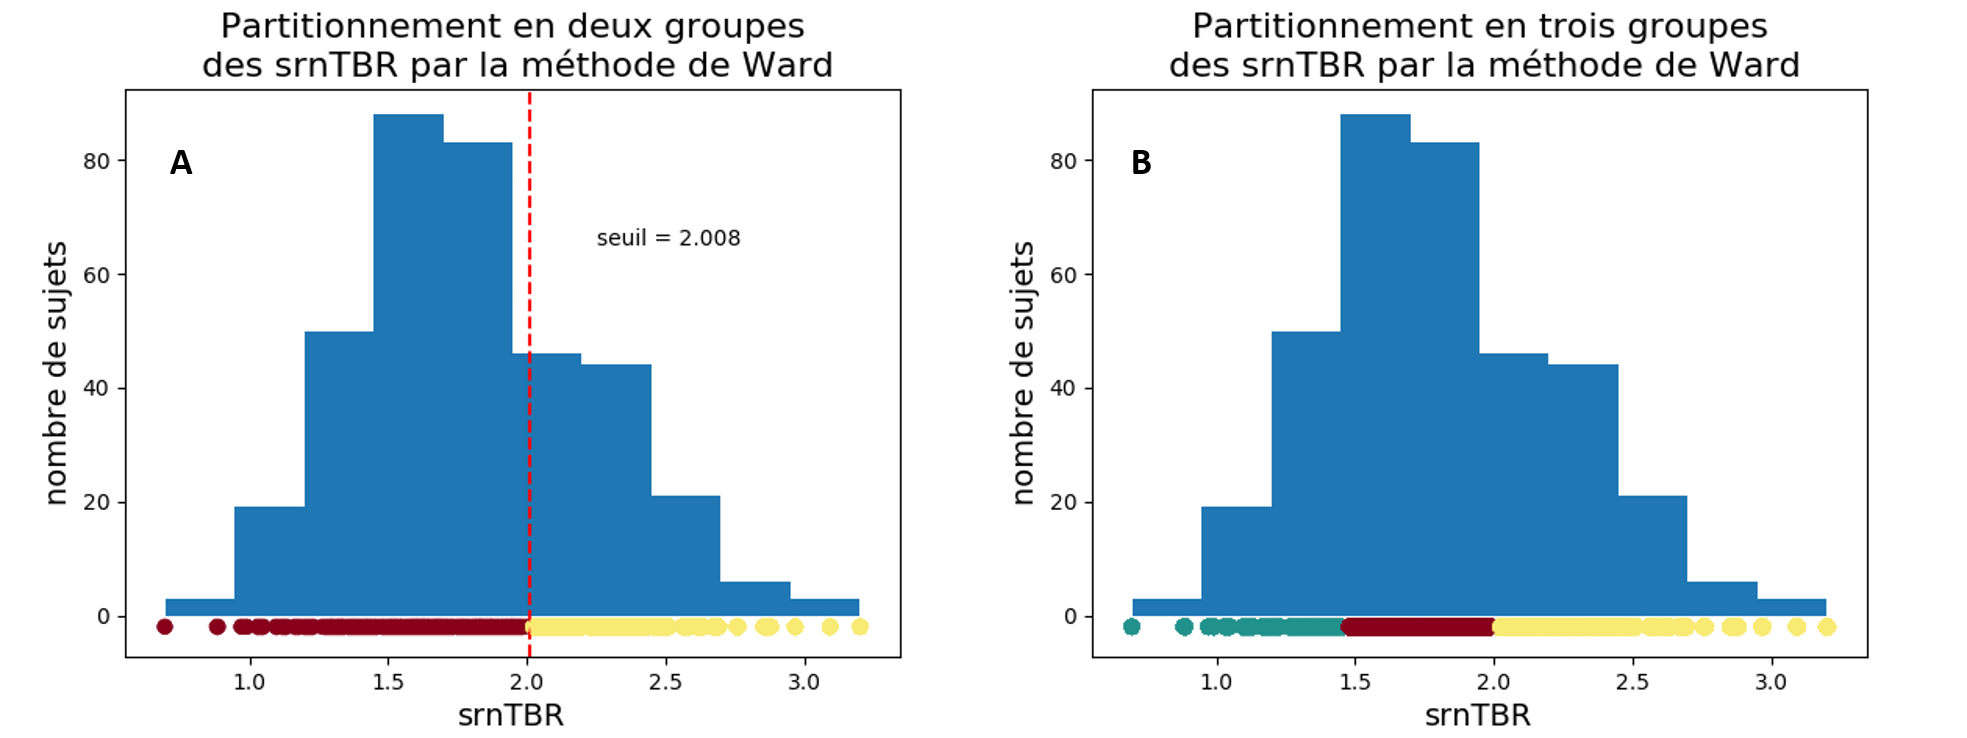 Partitionnement en deux groupes
des srnTBR par la méthode de Ward
A
seuil = 2.008
nombre de sujets
80
60
40
20
0
1.0 1.5 2.0 2.5 3.0
srnTBR
Partitionnement en trois groupes
des srnTBR par la méthode de Ward
B
nombre de sujets
80
60
40
20
0
1.0 1.5 2.0 2.5 3.0
srnTBR